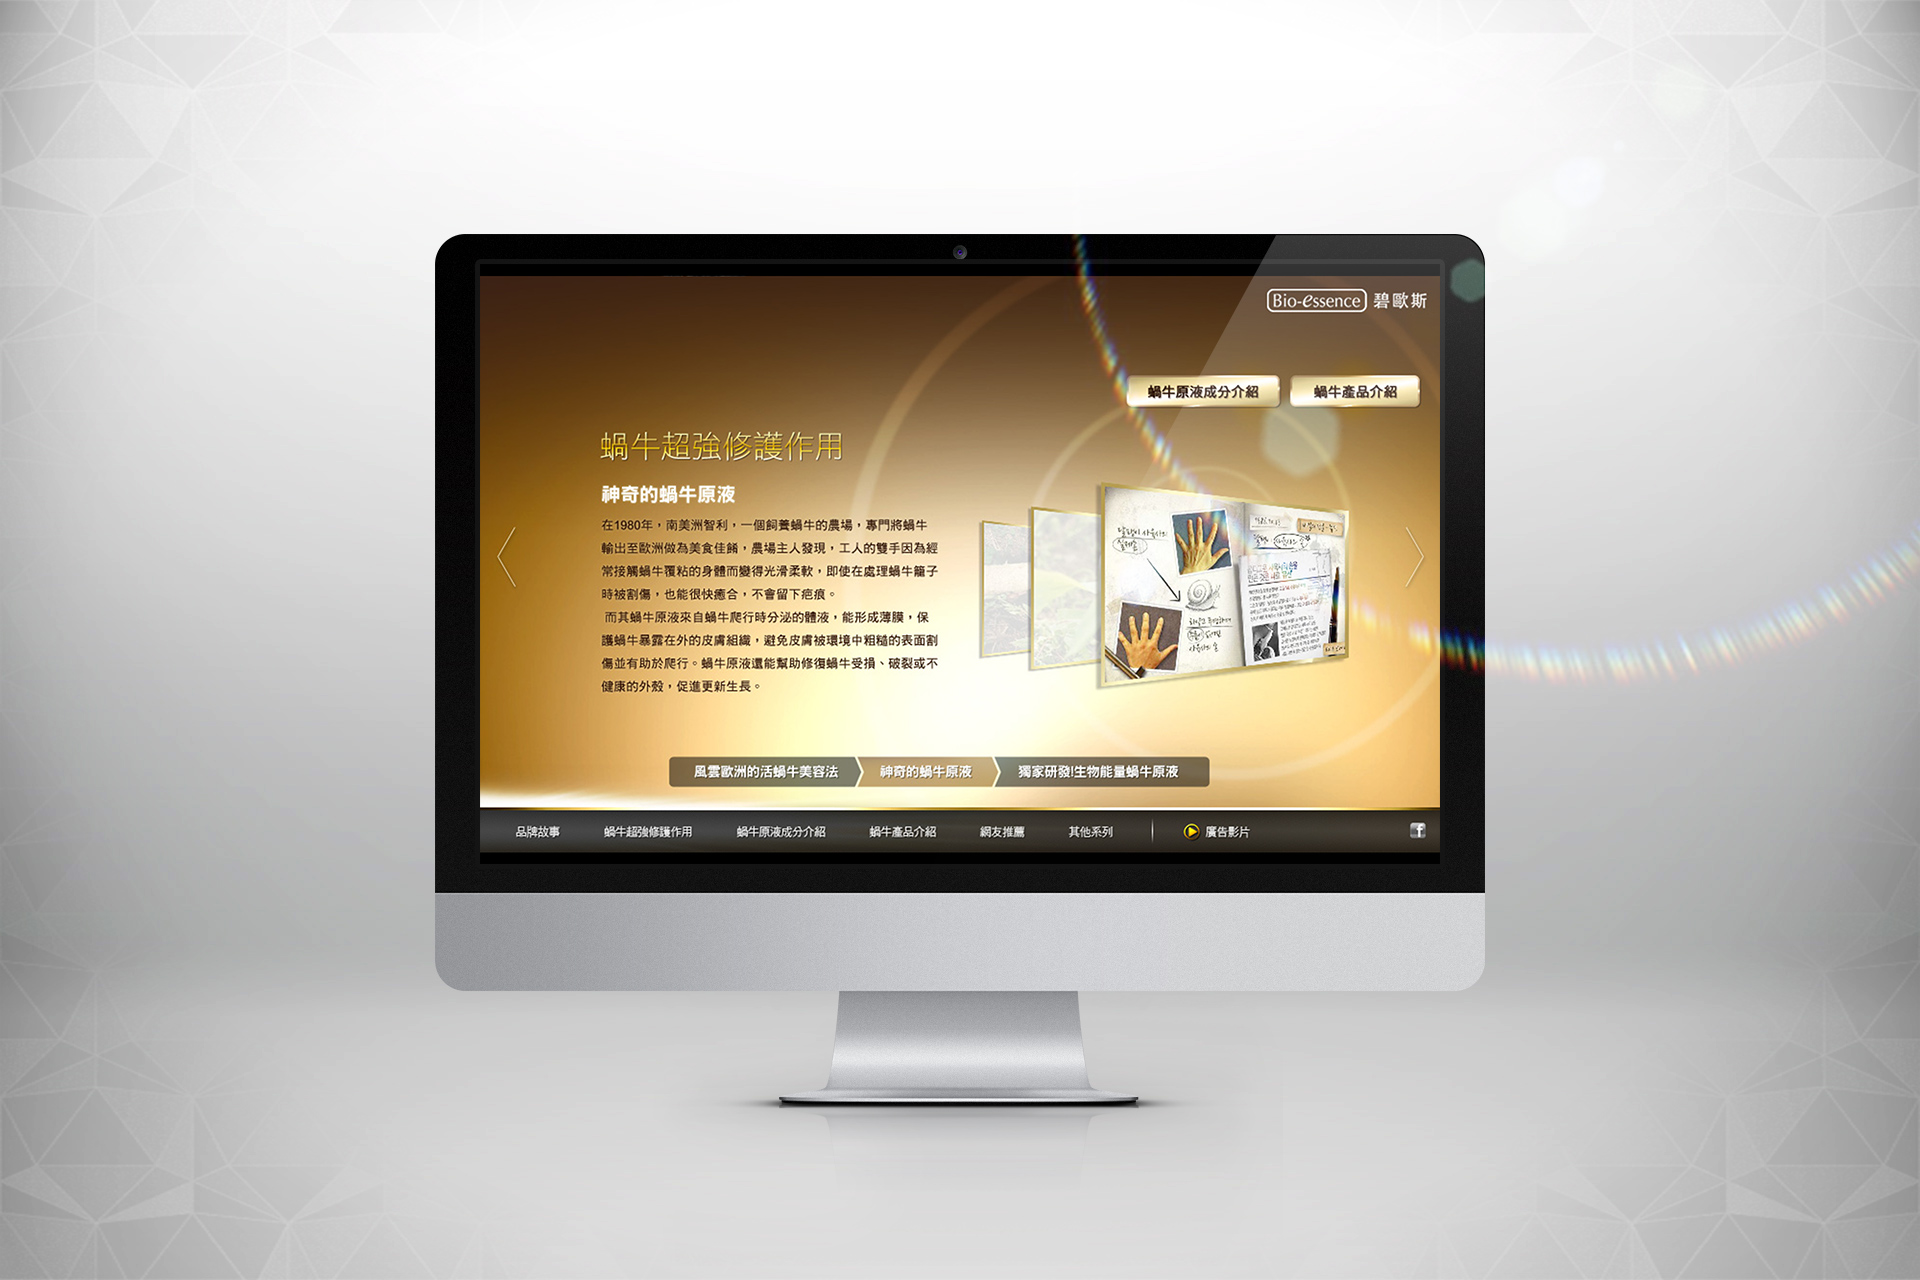 Bio-essence 碧歐斯
蝸牛原液成分介紹
蝸牛產品介紹
蝸牛超強修護作用
神奇的蝸牛原液
在1980年，南美洲智利，一個飼養蝸牛的農場，專門將蝸牛
輸出至歐洲做為美食佳餚，農場主人發現，工人的雙手因為經
常接觸蝸牛覆粘的身體而變得光滑柔軟，即使在處理蝸牛籠子
時被割傷，也能很快癒合，不會留下疤痕。
而其蝸牛原液來自蝸牛爬行時分泌的體液，能形成薄膜，保
護蝸牛暴露在外的皮膚組織，避免皮膚被環境中粗糙的表面割
傷並有助於爬行。蝸牛原液還能幫助修復蝸牛受損、破裂或不
健康的外殼，促進更新生長。
風雲歐洲的活蝸牛美容法
神奇的蝸牛原液
獨家研發!生物能量蝸牛原液
品牌故事
蝸牛超強修護作用
蝸牛原液成分介紹
蝸牛產品介紹
網友推薦
其他系列
廣告影片
f